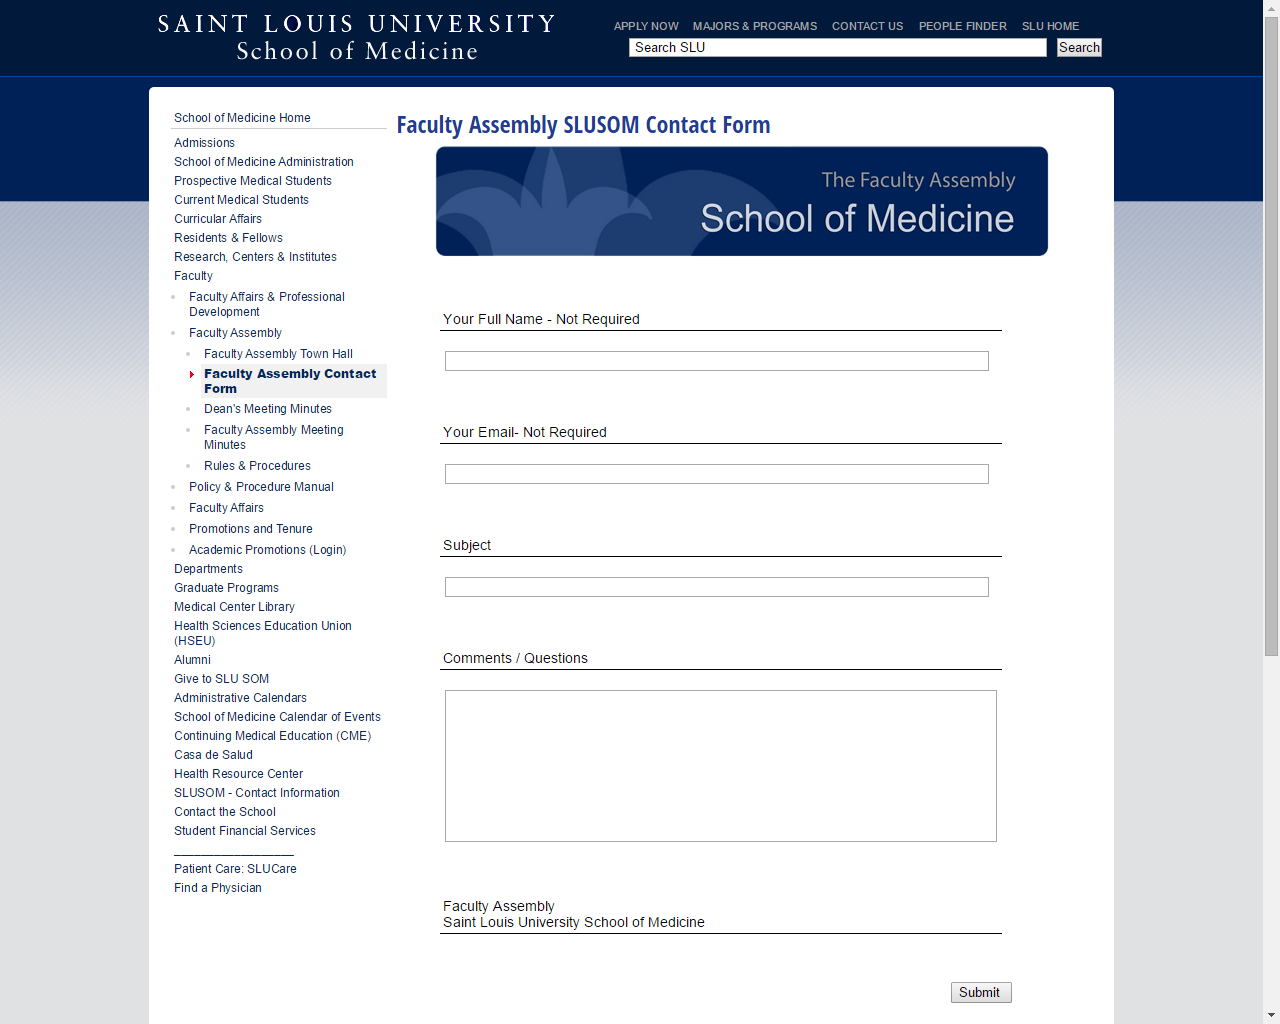 SAINT LOUIS UNIVERSITY
School of Medicine
APPLY NOW MAJORS & PROGRAMS CONTACT US PEOPLE FINDER SLU HOME
Search SLU Search
School of Medicine Home
Admissions
School of Medicine Administration
Prospective Medical Students
Current Medical Students
Curricular Affairs
Residents & Fellows
Research, Centers & Institutes
Faculty
Faculty Affairs & Professional
Development
Faculty Assembly
Faculty Assembly Town Hall
Faculty Assembly Contact
Form
Dean's Meeting Minutes
Faculty Assembly Meeting
Minutes
Rules & Procedures
Policy & Procedure Manual
Faculty Affairs
Promotions and Tenure
Academic Promotions (Login)
Departments
Graduate Programs
Medical Center Library
Health Sciences Education Union
(HSEU)
Alumni
Give to SLU SOM
Administrative Calendars
School of Medicine Calendar of Events
Continuing Medical Education (CME)
Casa de Salud
Health Resource Center
SLUSOM - Contact Information
Contact the School
Student Financial Services
Patient Care: SLUCare
Find a Physician
Faculty Assembly SLUSOM Contact Form
The Faculty Assembly
School of Medicine
Your Full Name - Not Required
Your Email- Not Required
Subject
Comments / Questions
Faculty Assembly
Saint Louis University School of Medicine
Submit